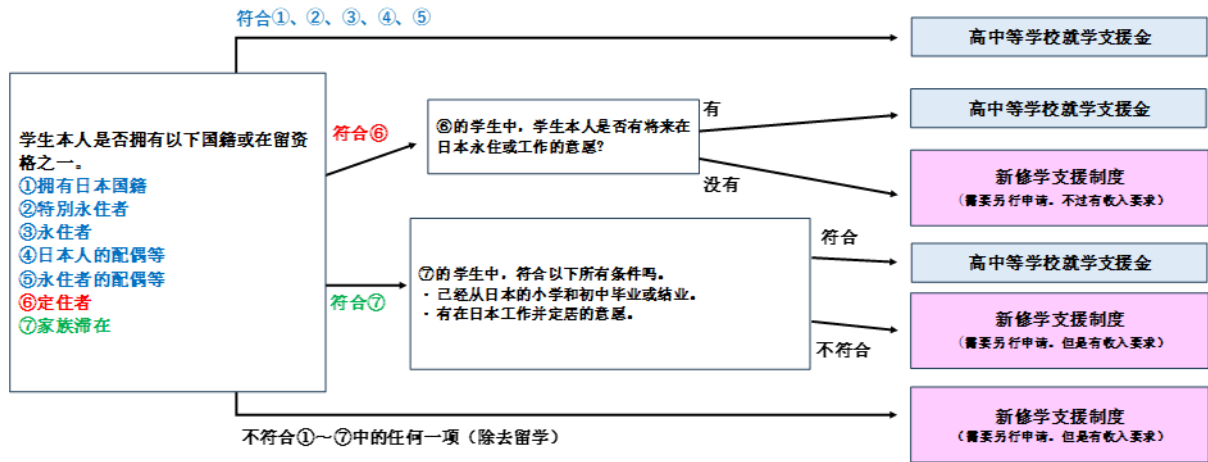 符合①、②、③、④、⑤
高中等学校就学支援金
学生本人是否拥有以下国籍或在留资
格之一。
①拥有日本国籍
②特别永住者
③永住者
④日本人的配偶等
⑤永住者的配偶等
⑥定住者
⑦家族滞在
符合⑥
⑥的学生中，学生本人是否有将来在
日本永住或工作的意愿？
有
高中等学校就学支援金
没有
新修学支援制度
（需要另行申请。不过有收入要求）
符合⑦
⑦的学生中，符合以下所有条件吗。
・已经从日本的小学和初中毕业或结业。
・有在日本工作并定居的意愿。
符合
高中等学校就学支援金
不符合
新修学支援制度
（需要另行申请。但是有收入要求）
不符合①～⑦中的任何一项（除去留学）
新修学支援制度
（需要另行申请。但是有收入要求）